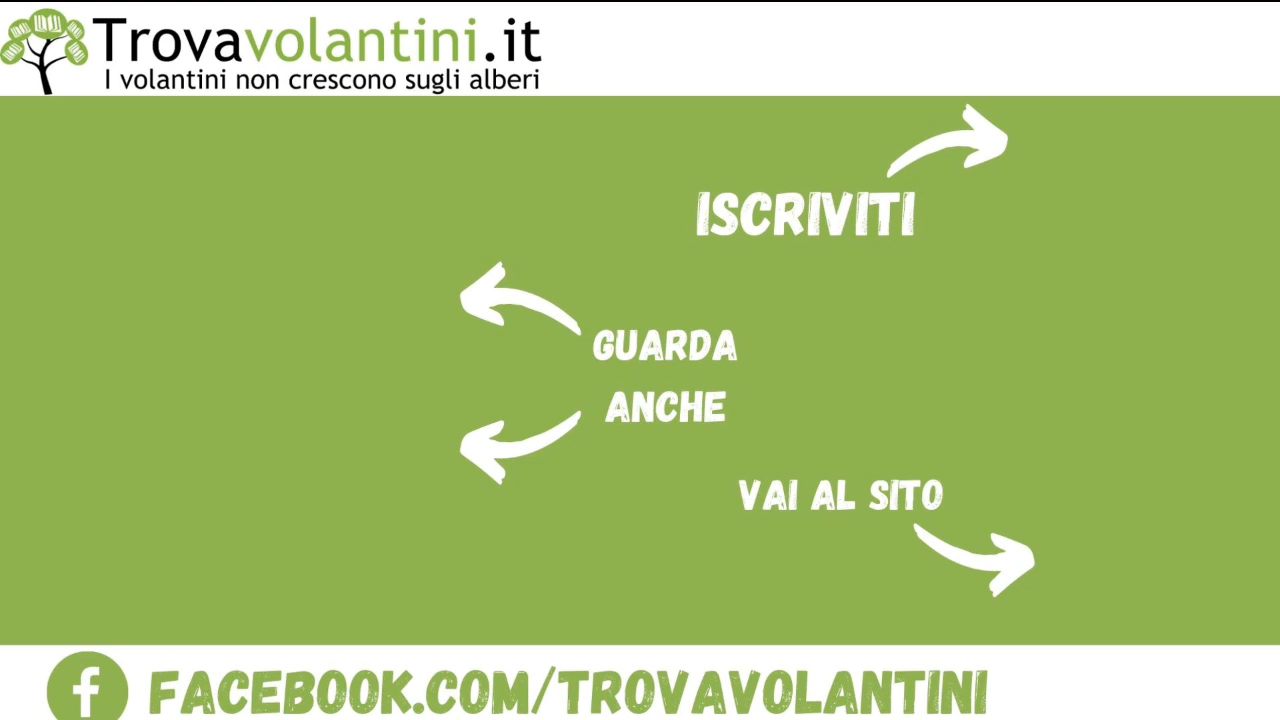 Trovavolantini.it
I volantini non crescono sugli alberi
ISCRIVITI
GUARDA
ANCHE
VAI AL SITO
FACEBOOK.COM/TROVAVOLANTINI